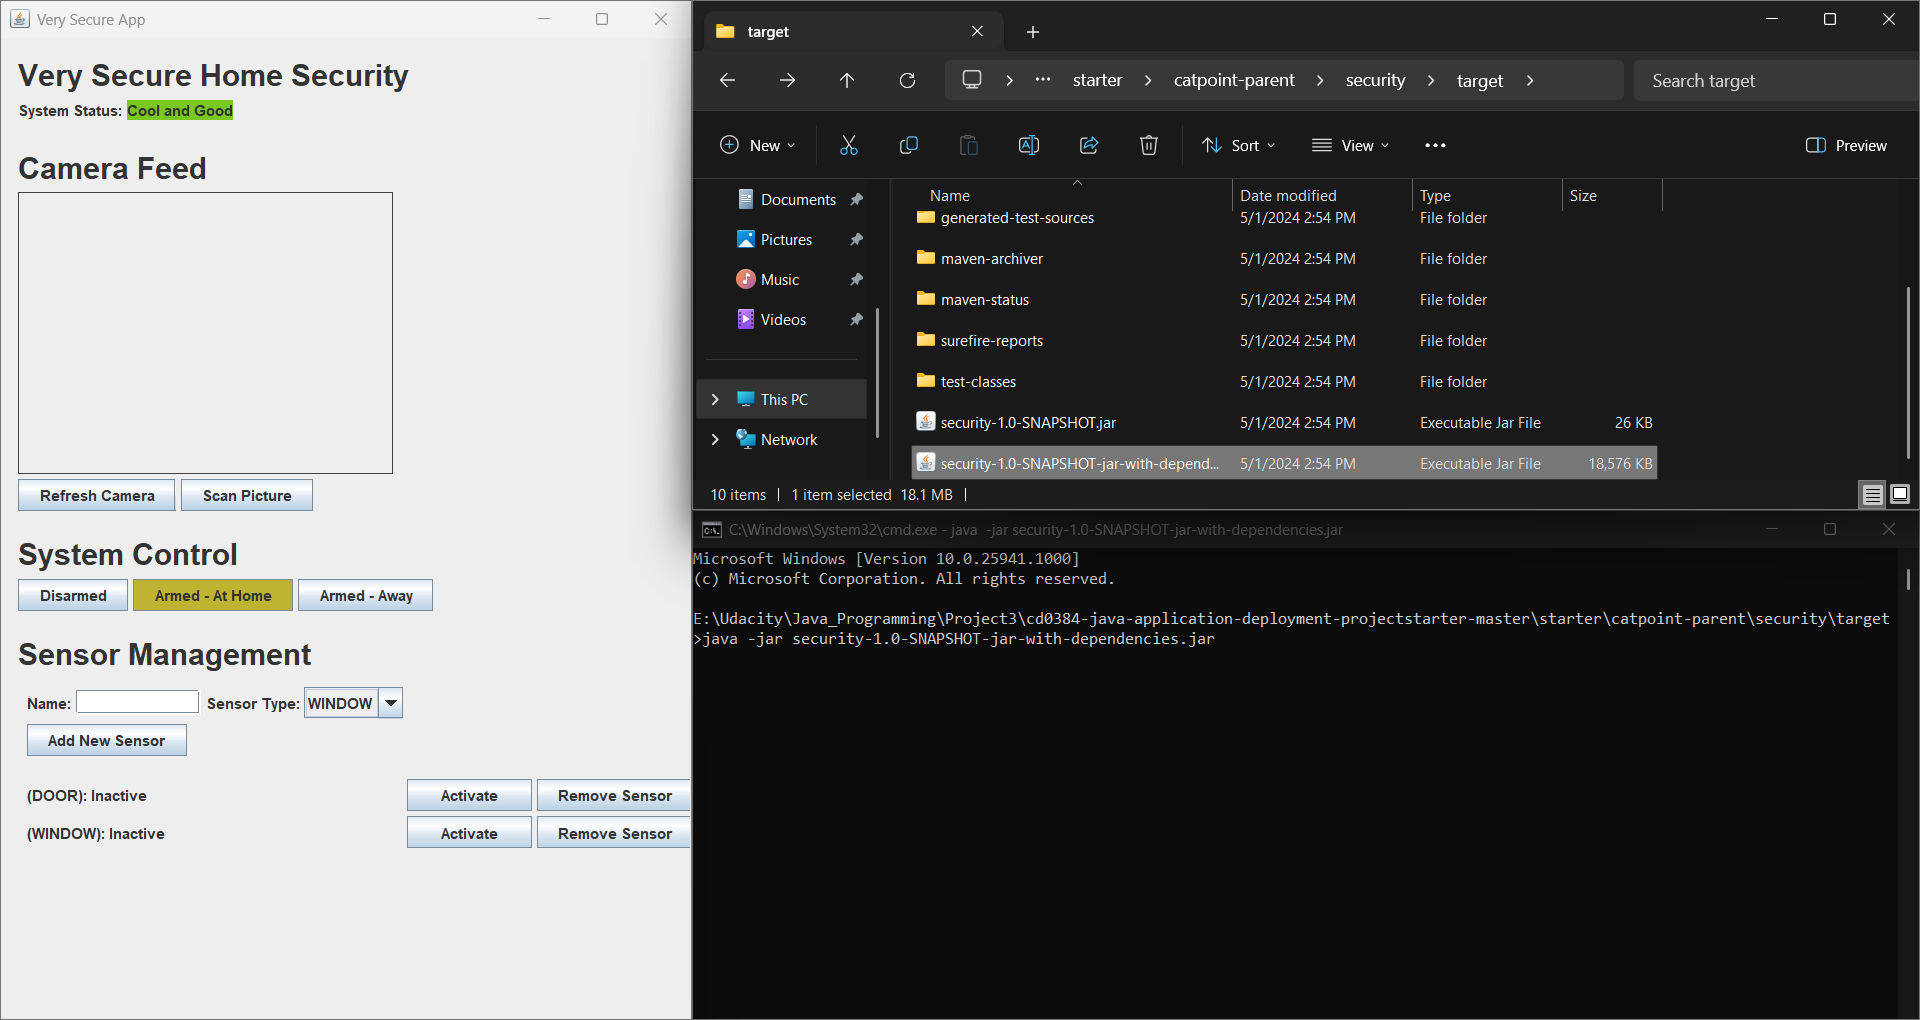 Very Secure App
Very Secure Home Security
System Status: Cool and Good
Camera Feed
Refresh Camera
Scan Picture
System Control
Disarmed
Armed - At Home
Armed - Away
Sensor Management
Name:
Sensor Type: WINDOW
Add New Sensor
(DOOR): Inactive
Activate
Remove Sensor
(WINDOW): Inactive
Activate
Remove Sensor
target
... starter > catpoint-parent > security > target >
Search target
New
Sort
View
Preview
Documents
Pictures
Music
Videos
This PC
Network
Name Date modified Type Size
generated-test-sources 5/1/2024 2:54 PM File folder
maven-archiver 5/1/2024 2:54 PM File folder
maven-status 5/1/2024 2:54 PM File folder
surefire-reports 5/1/2024 2:54 PM File folder
test-classes 5/1/2024 2:54 PM File folder
security-1.0-SNAPSHOT.jar 5/1/2024 2:54 PM Executable Jar File 26 KB
security-1.0-SNAPSHOT-jar-with-depend... 5/1/2024 2:54 PM Executable Jar File 18,576 KB
10 items | 1 item selected 18.1 MB |
C:\Windows\System32\cmd.exe - java -jar security-1.0-SNAPSHOT-jar-with-dependencies.jar
Microsoft Windows [Version 10.0.25941.1000]
(c) Microsoft Corporation. All rights reserved.
E:\Udacity\Java_Programming\Project3\cd0384-java-application-deployment-projectstarter-master\starter\catpoint-parent\security\target
>java -jar security-1.0-SNAPSHOT-jar-with-dependencies.jar